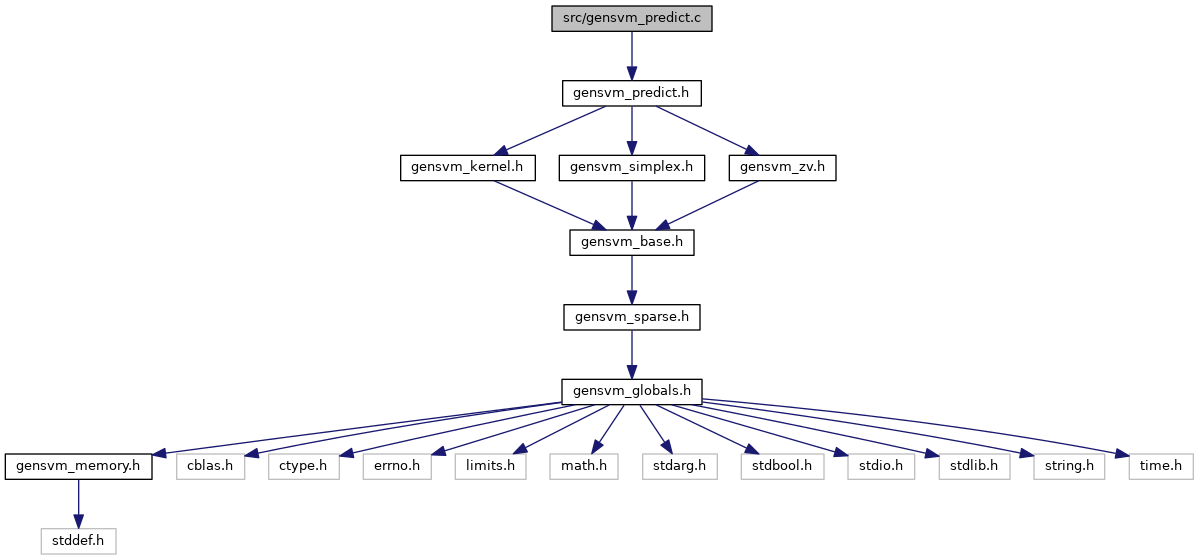 src/gensvm_predict.c
gensvm_predict.h
gensvm_kernel.h
gensvm_simplex.h
gensvm_zv.h
gensvm_base.h
gensvm_sparse.h
gensvm_globals.h
gensvm_memory.h
cblas.h
ctype.h
errno.h
limits.h
math.h
stdarg.h
stdbool.h
stdio.h
stdlib.h
string.h
time.h
stddef.h